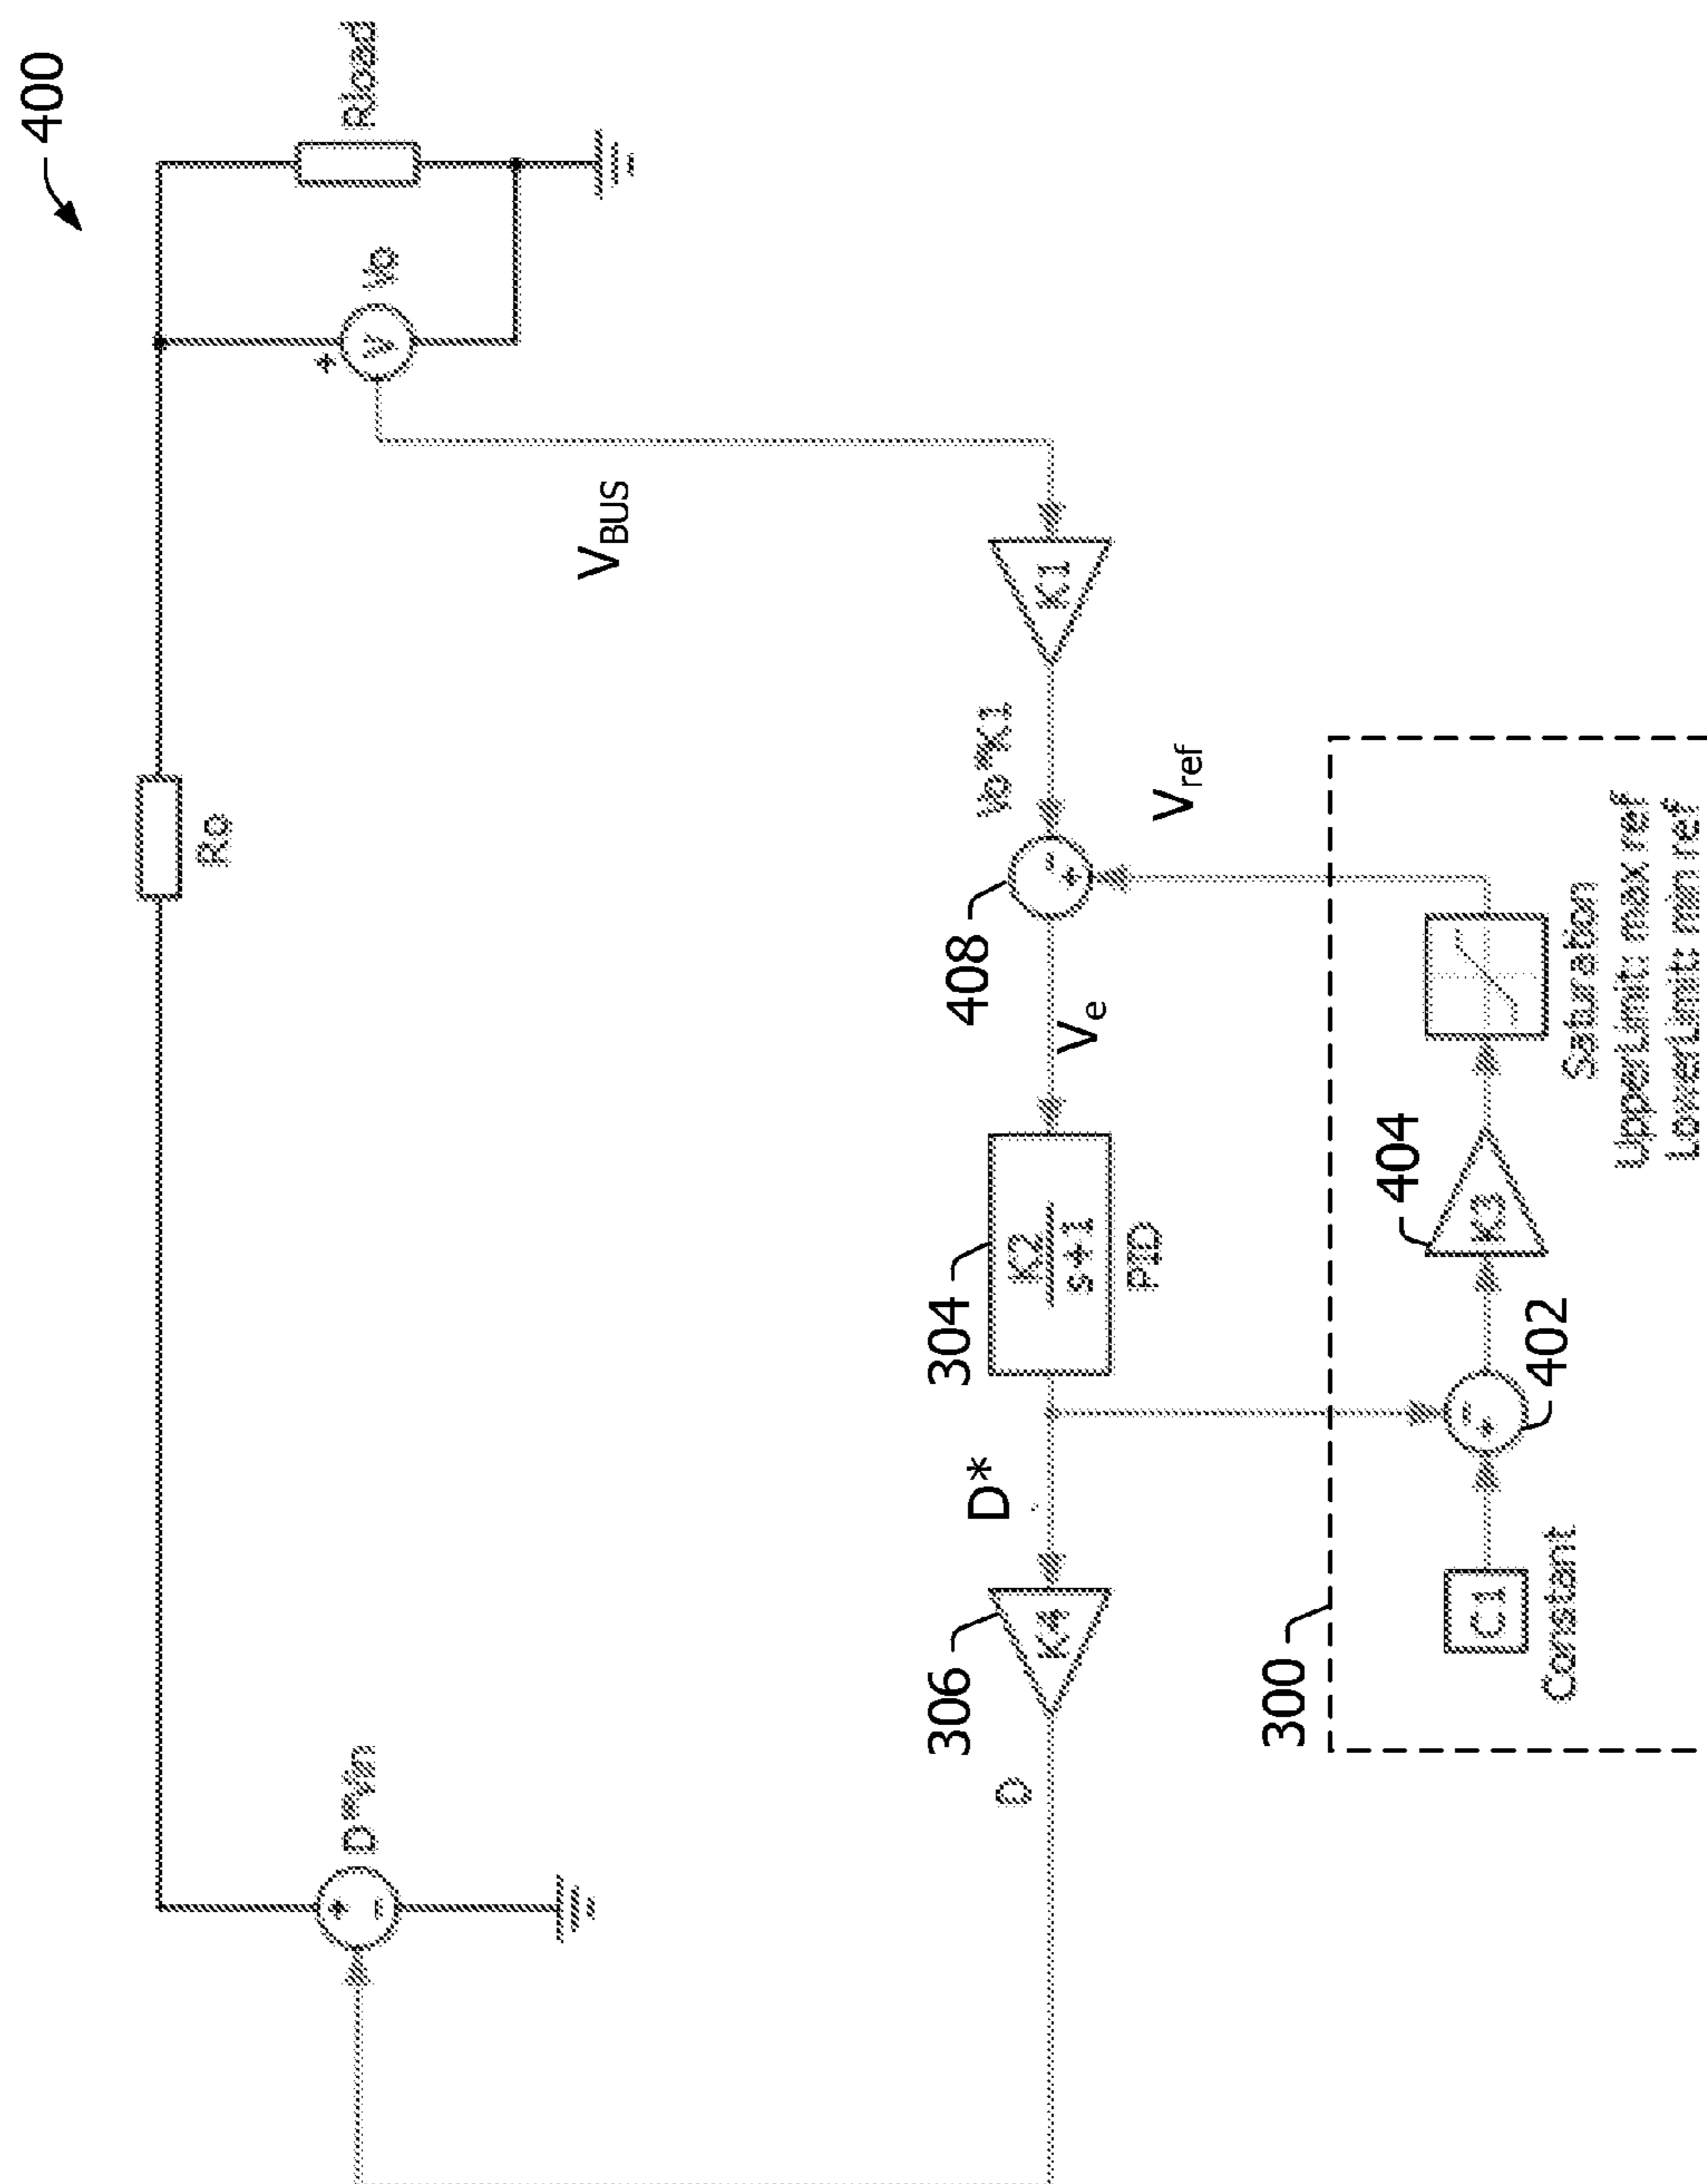 400
D*Vin
Ro
Vo
+
V
Rload
+
-
VBUS
D
306
K4
D*
304
K2
s+1
PID
Ve
408
-
+
Vo*K1
K1
Vref
300
C1
Constant
-
+
402
404
K3
Saturation
UpperLimit: max ref
LowerLimit: min ref